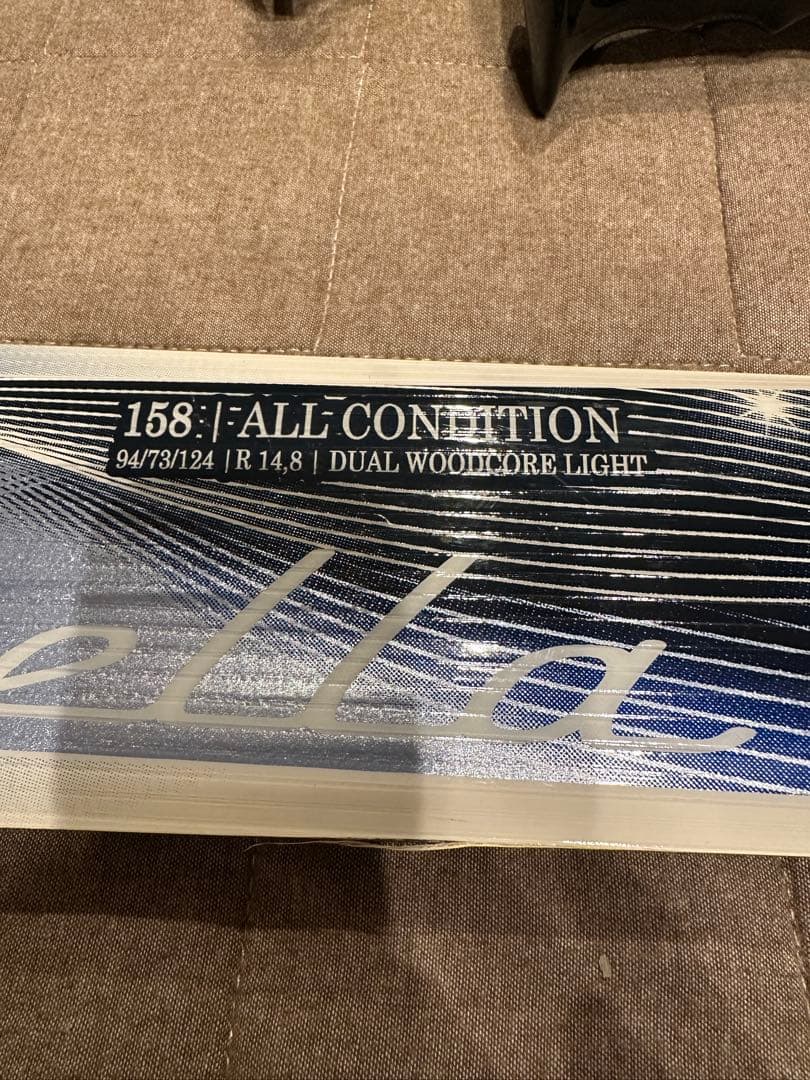 158 | ALL CONDITION
94/73/124 | R 14,8 | DUAL WOODCORE LIGHT
ella